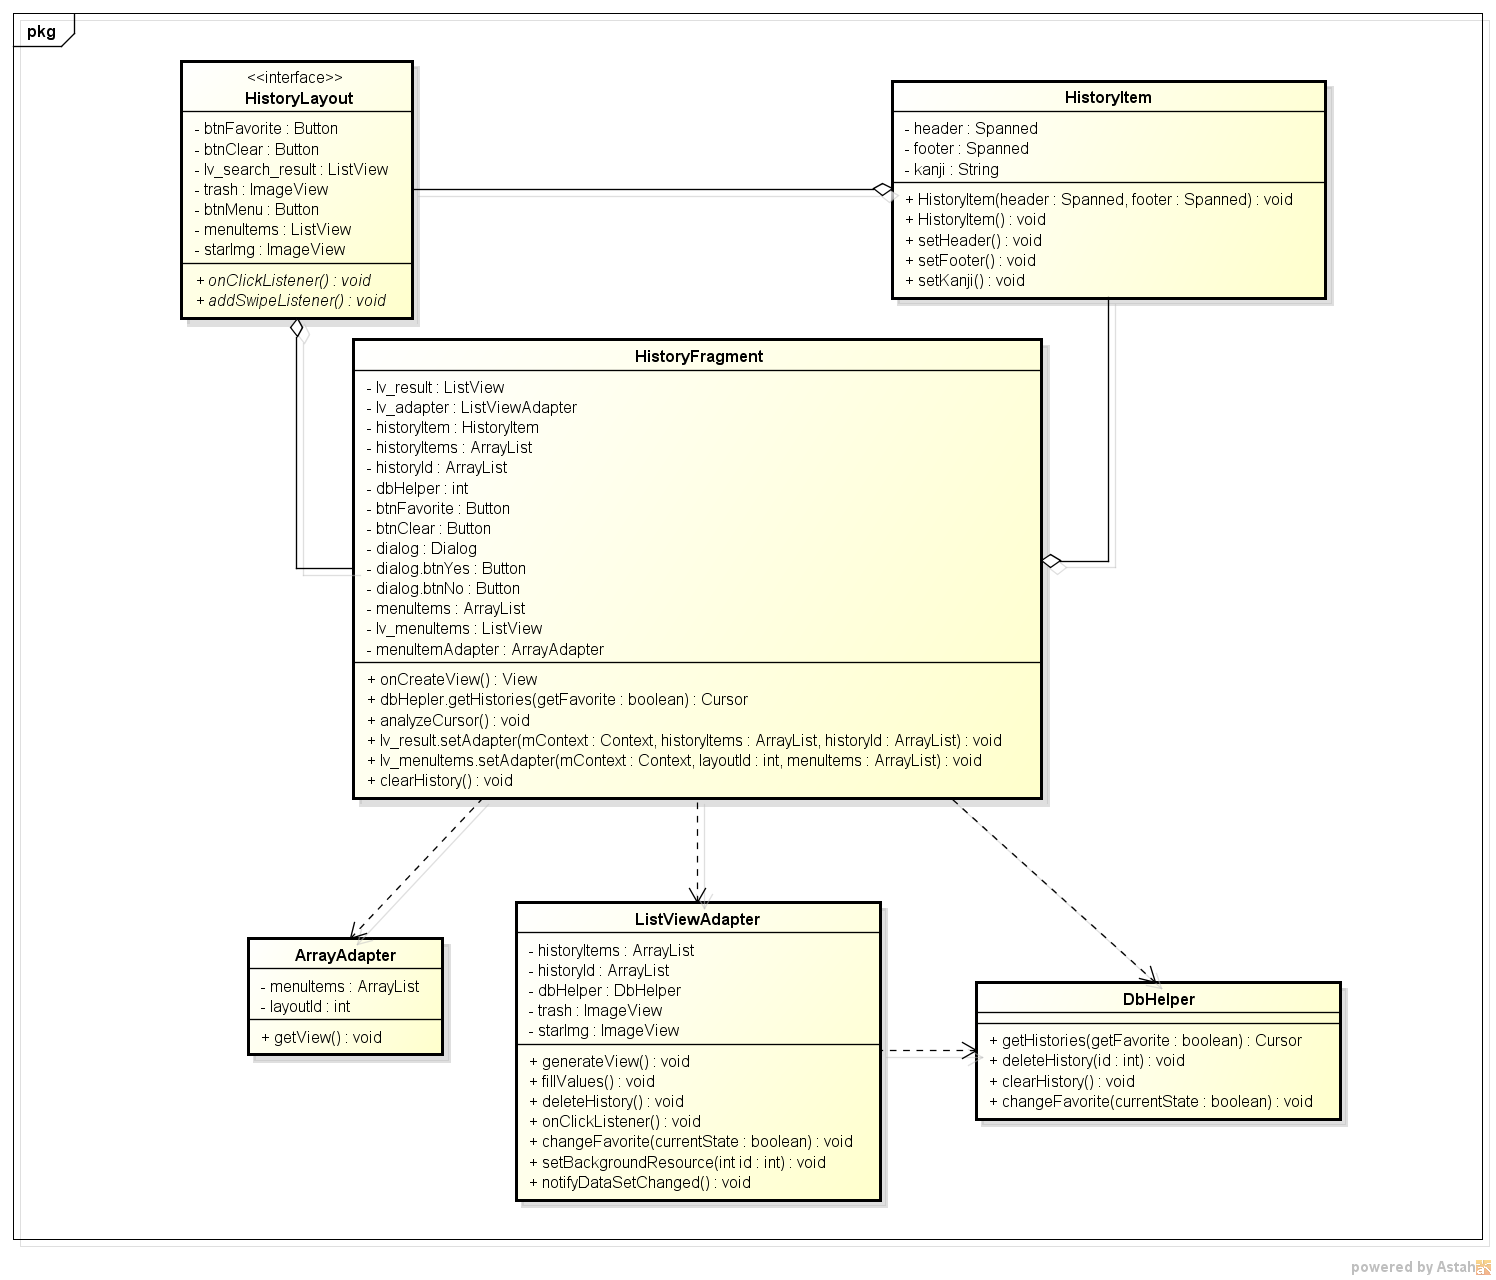 pkg
<<interface>>
HistoryLayout
- btnFavorite : Button
- btnClear : Button
- lv_search_result : ListView
- trash : ImageView
- btnMenu : Button
- menuItems : ListView
- starImg : ImageView
+ onClickListener() : void
+ addSwipeListener() : void
HistoryItem
- header : Spanned
- footer : Spanned
- kanji : String
+ HistoryItem(header : Spanned, footer : Spanned) : void
+ HistoryItem() : void
+ setHeader() : void
+ setFooter() : void
+ setKanji() : void
HistoryFragment
- lv_result : ListView
- lv_adapter : ListViewAdapter
- historyItem : HistoryItem
- historyItems : ArrayList
- historyId : ArrayList
- dbHelper : int
- btnFavorite : Button
- btnClear : Button
- dialog : Dialog
- dialog.btnYes : Button
- dialog.btnNo : Button
- menuItems : ArrayList
- lv_menuItems : ListView
- menuItemAdapter : ArrayAdapter
+ onCreateView() : View
+ dbHepler.getHistories(getFavorite : boolean) : Cursor
+ analyzeCursor() : void
+ lv_result.setAdapter(mContext : Context, historyItems : ArrayList, historyId : ArrayList) : void
+ lv_menuItems.setAdapter(mContext : Context, layoutId : int, menuItems : ArrayList) : void
+ clearHistory() : void
ArrayAdapter
- menuItems : ArrayList
- layoutId : int
+ getView() : void
ListViewAdapter
- historyItems : ArrayList
- historyId : ArrayList
- dbHelper : DbHelper
- trash : ImageView
- starImg : ImageView
+ generateView() : void
+ fillValues() : void
+ deleteHistory() : void
+ onClickListener() : void
+ changeFavorite(currentState : boolean) : void
+ setBackgroundResource(int id : int) : void
+ notifyDataSetChanged() : void
DbHelper
+ getHistories(getFavorite : boolean) : Cursor
+ deleteHistory(id : int) : void
+ clearHistory() : void
+ changeFavorite(currentState : boolean) : void
powered by Astah